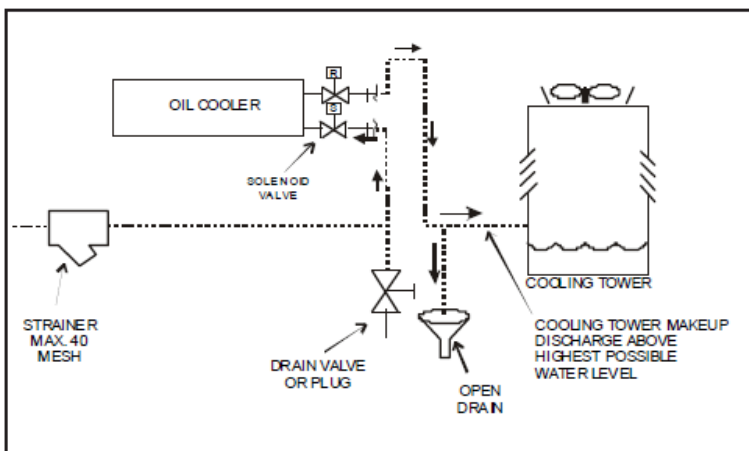 R
OIL COOLER
S
SOLENOID
VALVE
COOLING TOWER
STRAINER
MAX. 40
MESH
DRAIN VALVE
OR PLUG
OPEN
DRAIN
COOLING TOWER MAKEUP
DISCHARGE ABOVE
HIGHEST POSSIBLE
WATER LEVEL